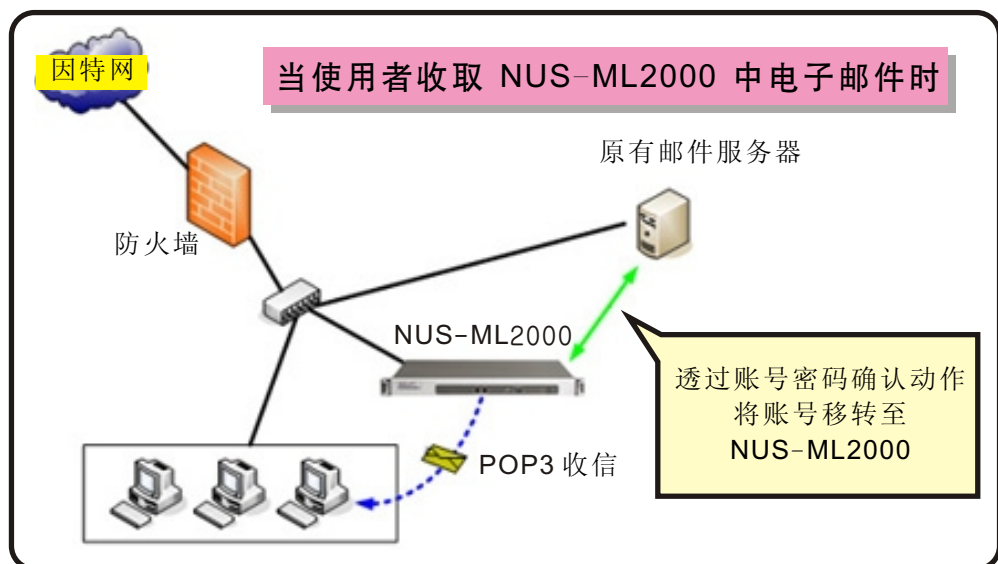 因特网
当使用者收取 NUS-ML2000 中电子邮件时
原有邮件服务器
防火墙
NUS-ML2000
透过账号密码确认动作
将账号移转至
NUS-ML2000
POP3 收信